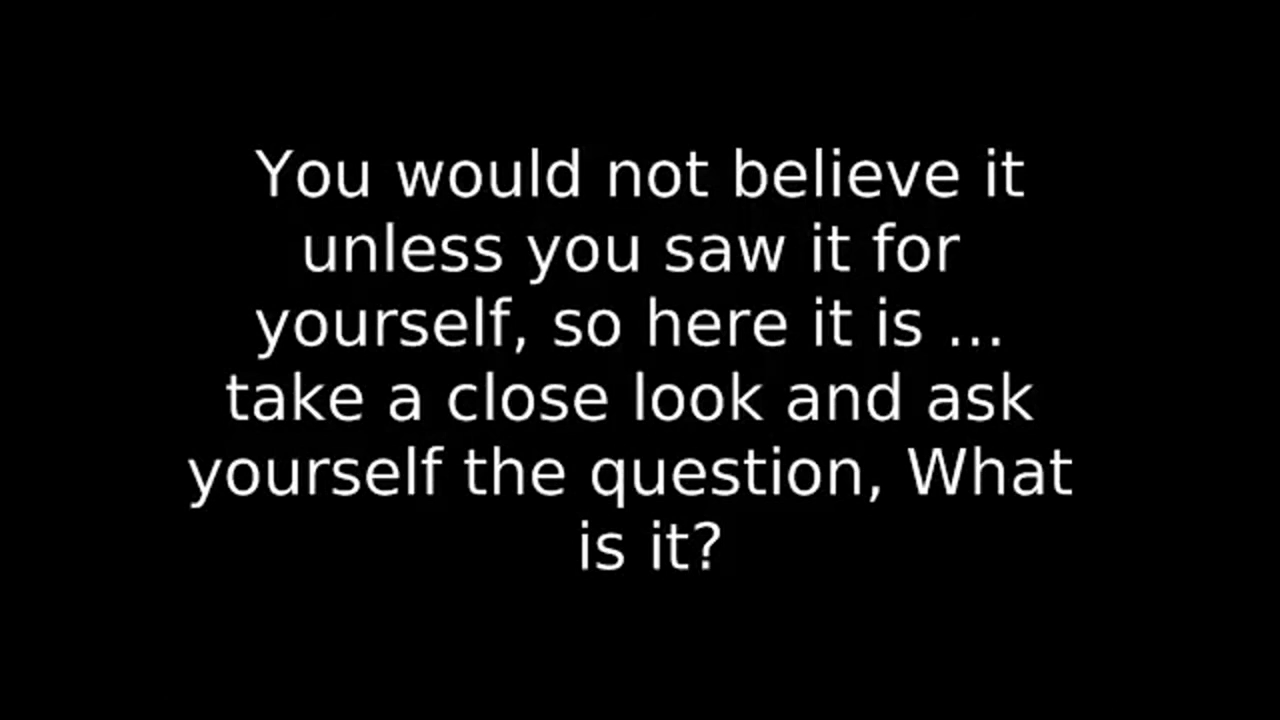 You would not believe it
unless you saw it for
yourself, so here it is ...
take a close look and ask
yourself the question, What
is it?